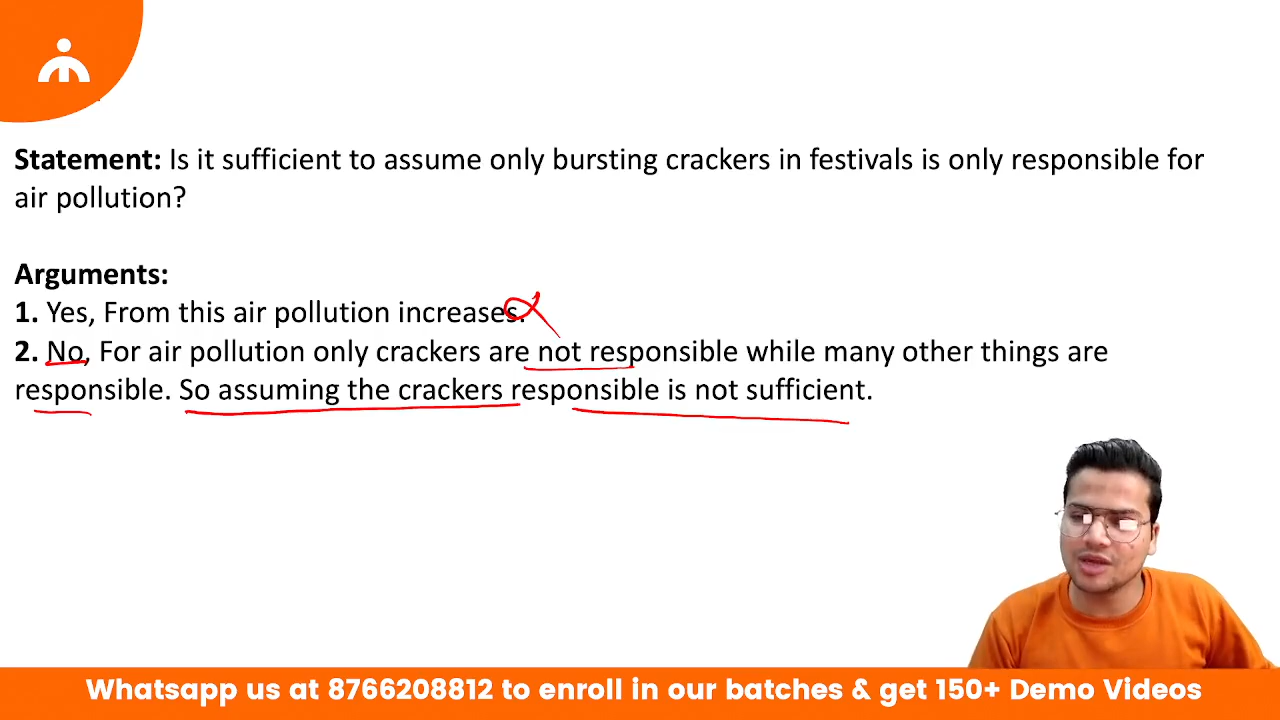 Statement: Is it sufficient to assume only bursting crackers in festivals is only responsible for
air pollution?
Arguments:
1. Yes, From this air pollution increases.
2. No, For air pollution only crackers are not responsible while many other things are
responsible. So assuming the crackers responsible is not sufficient.
Whatsapp us at 8766208812 to enroll in our batches & get 150+ Demo Videos